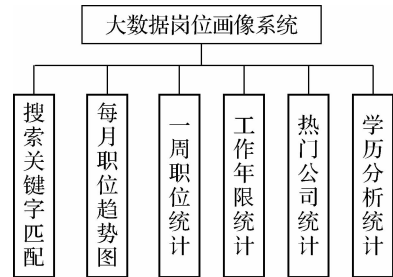 大数据岗位画像系统
搜索关键字匹配
每月职位趋势图
一周职位统计
工作年限统计
热门公司统计
学历分析统计